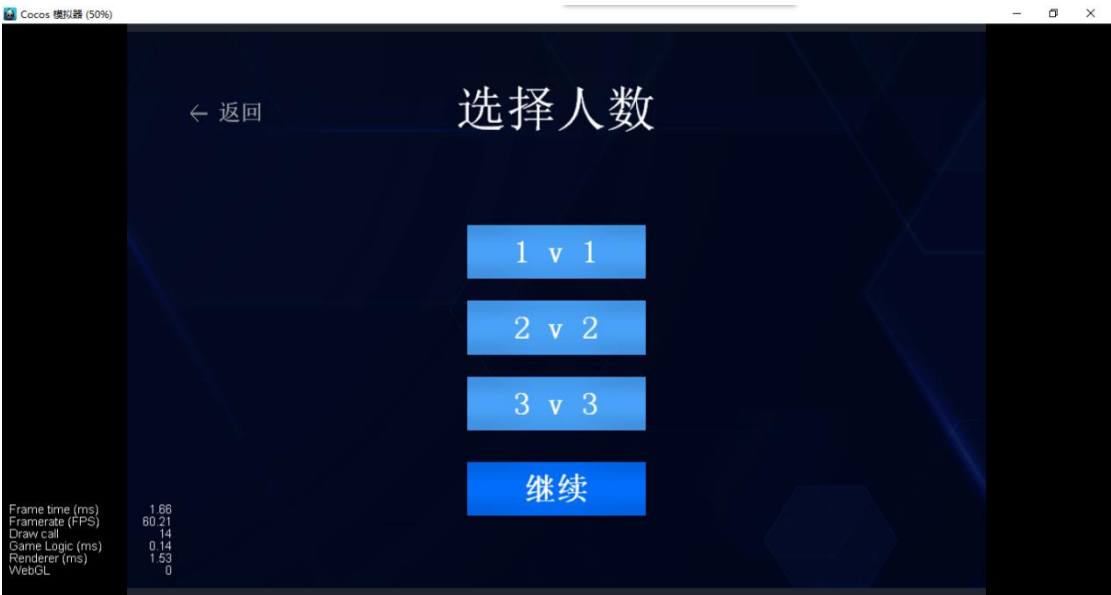 Cocos 模拟器 (50%)
← 返回
选择人数
1 v 1
2 v 2
3 v 3
继续
Frame time (ms) 1.66
Framerate (FPS) 60.21
Draw call 14
Game Logic (ms) 0.14
Renderer (ms) 1.53
WebGL 0